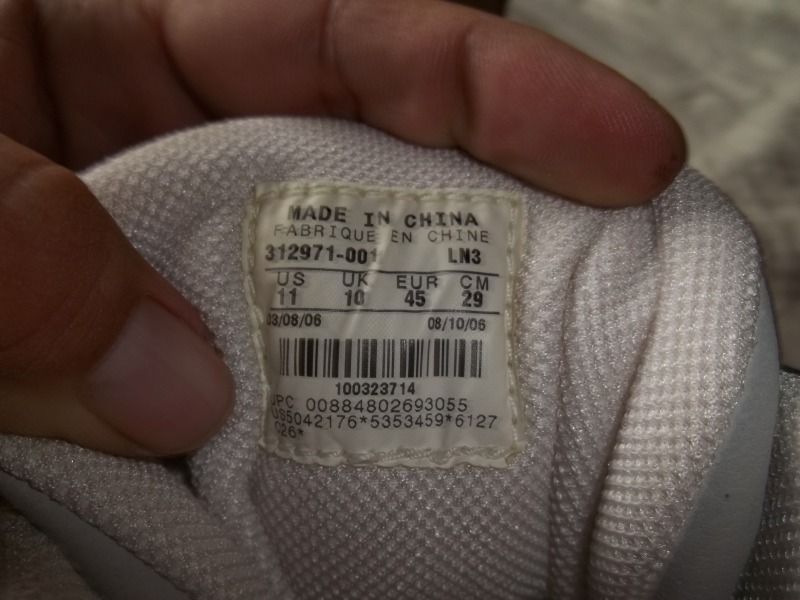 MADE IN CHINA
FABRIQUE EN CHINE
312971-001 LN3
US UK EUR CM
11 10 45 29
03/08/06 08/10/06
100323714
UPC 00884802693055
US5042176*5353459*6127
026*